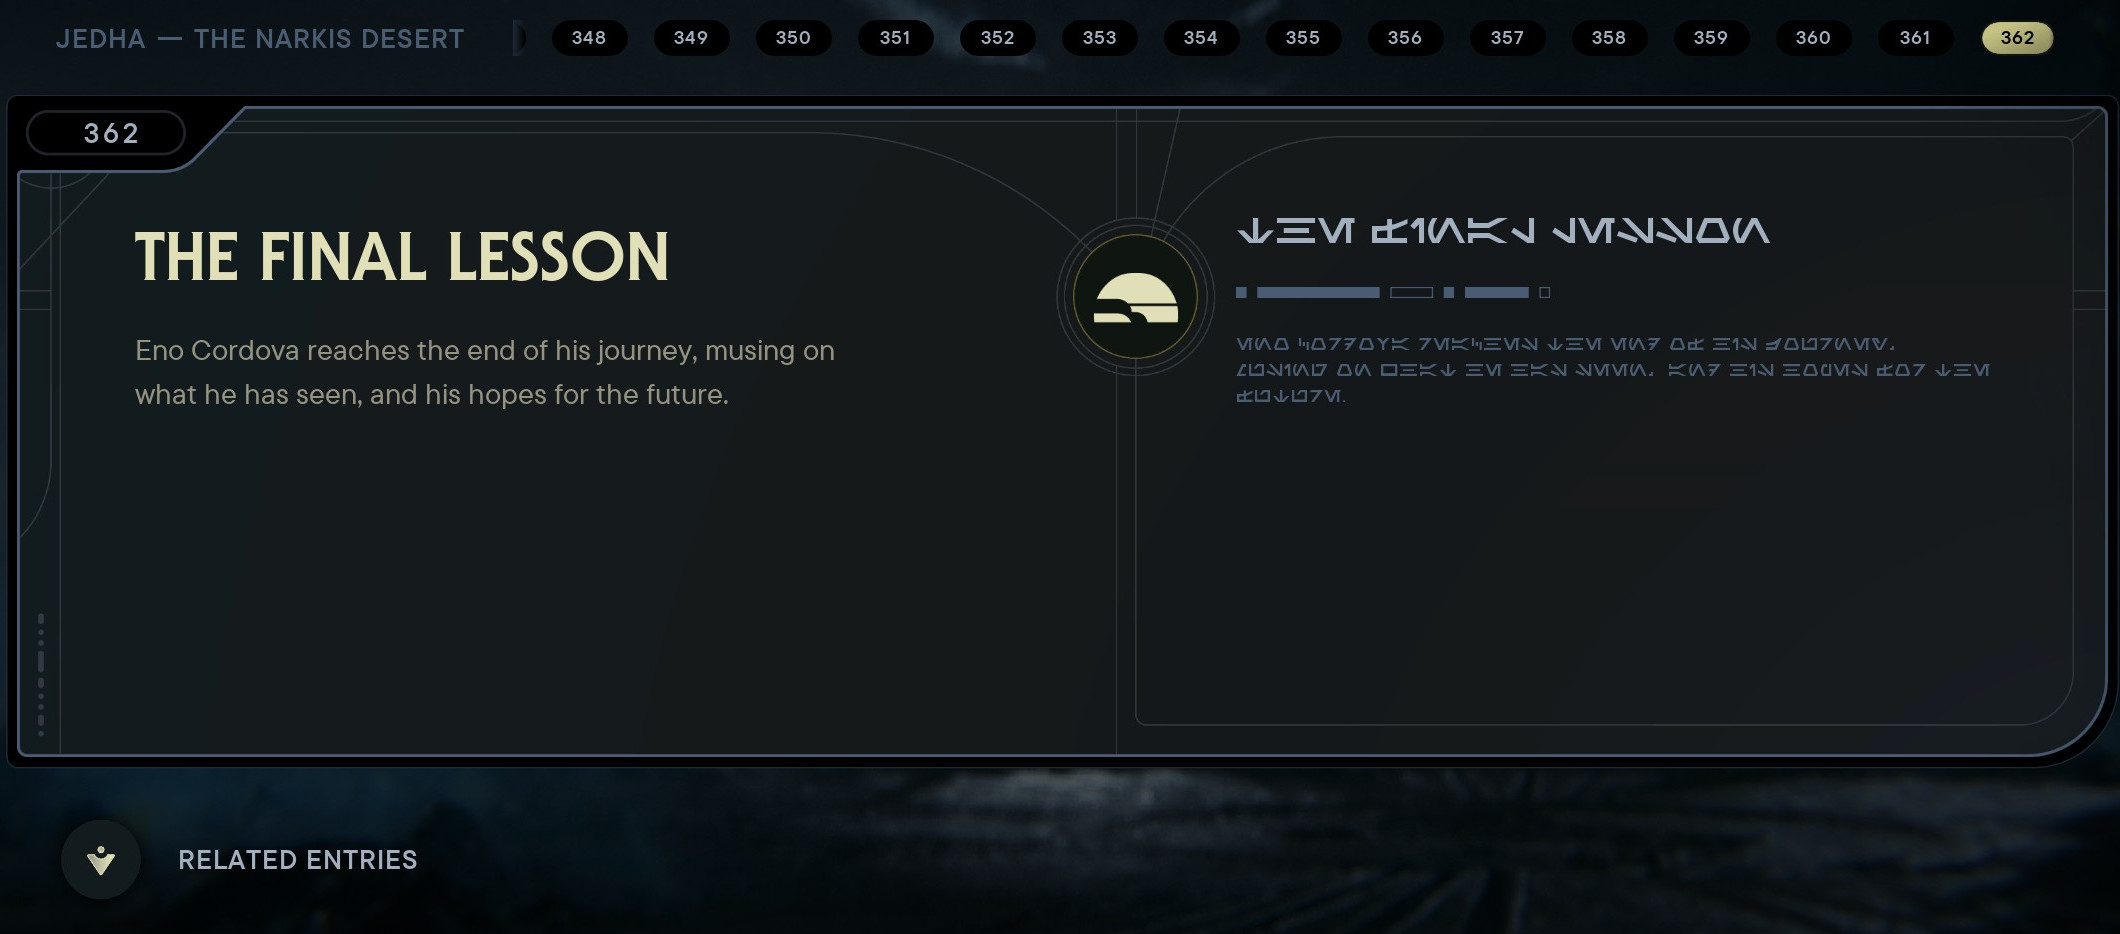 JEDHA — THE NARKIS DESERT
348 349 350 351 352 353 354 355 356 357 358 359 360 361 362
362
THE FINAL LESSON
Eno Cordova reaches the end of his journey, musing on
what he has seen, and his hopes for the future.
RELATED ENTRIES